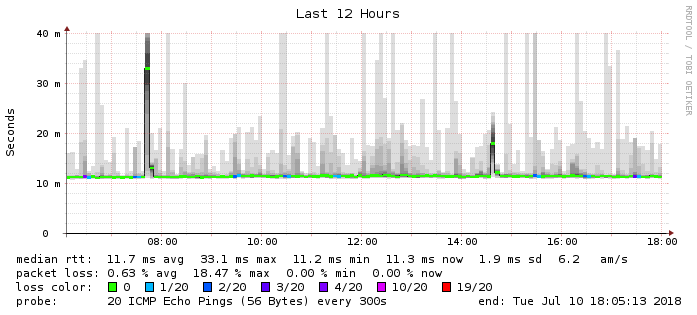 Last 12 Hours
RRDTOOL / TOBI OETIKER
Seconds
40 m
30 m
20 m
10 m
0
08:00 10:00 12:00 14:00 16:00 18:00
median rtt: 11.7 ms avg 33.1 ms max 11.2 ms min 11.3 ms now 1.9 ms sd 6.2 am/s
packet loss: 0.63 % avg 18.47 % max 0.00 % min 0.00 % now
loss color: 0 1/20 2/20 3/20 4/20 10/20 19/20
probe: 20 ICMP Echo Pings (56 Bytes) every 300s end: Tue Jul 10 18:05:13 2018